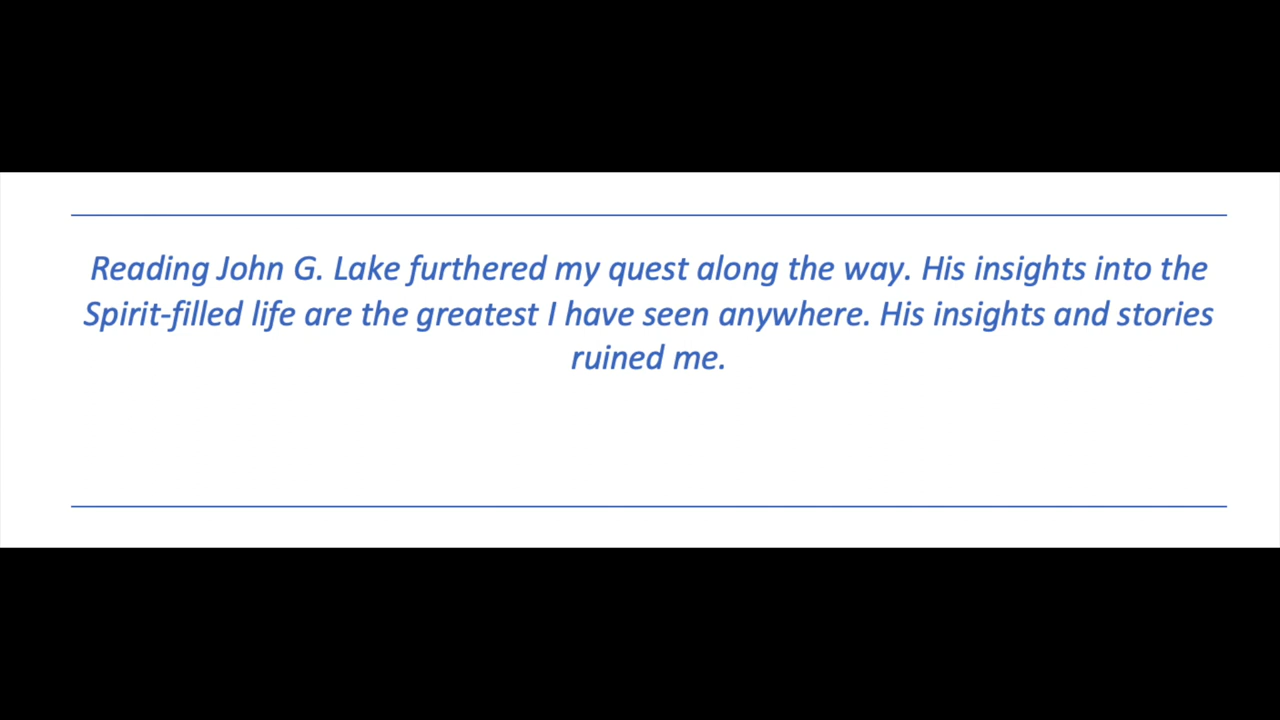 Reading John G. Lake furthered my quest along the way. His insights into the
Spirit-filled life are the greatest I have seen anywhere. His insights and stories
ruined me.